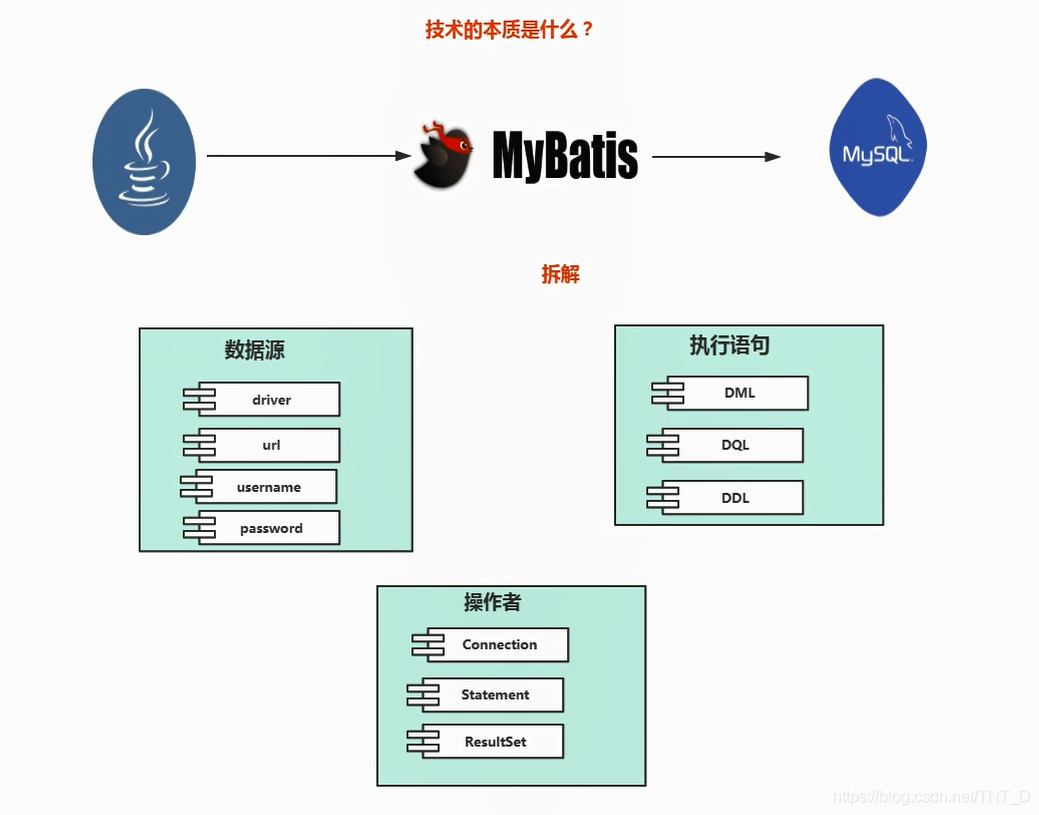 技术的本质是什么？
MyBatis
MySQL
拆解
数据源
driver
url
username
password
执行语句
DML
DQL
DDL
操作者
Connection
Statement
ResultSet
https://blog.csdn.net/TNT_D